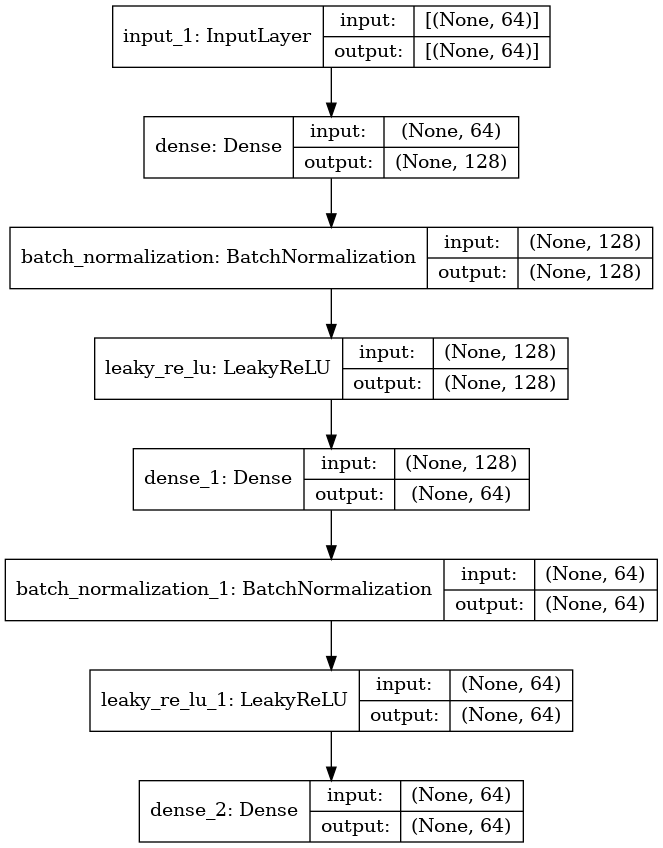 input_1: InputLayer
input:
[(None, 64)]
output:
[(None, 64)]
dense: Dense
input:
(None, 64)
output:
(None, 128)
batch_normalization: BatchNormalization
input:
(None, 128)
output:
(None, 128)
leaky_re_lu: LeakyReLU
input:
(None, 128)
output:
(None, 128)
dense_1: Dense
input:
(None, 128)
output:
(None, 64)
batch_normalization_1: BatchNormalization
input:
(None, 64)
output:
(None, 64)
leaky_re_lu_1: LeakyReLU
input:
(None, 64)
output:
(None, 64)
dense_2: Dense
input:
(None, 64)
output:
(None, 64)